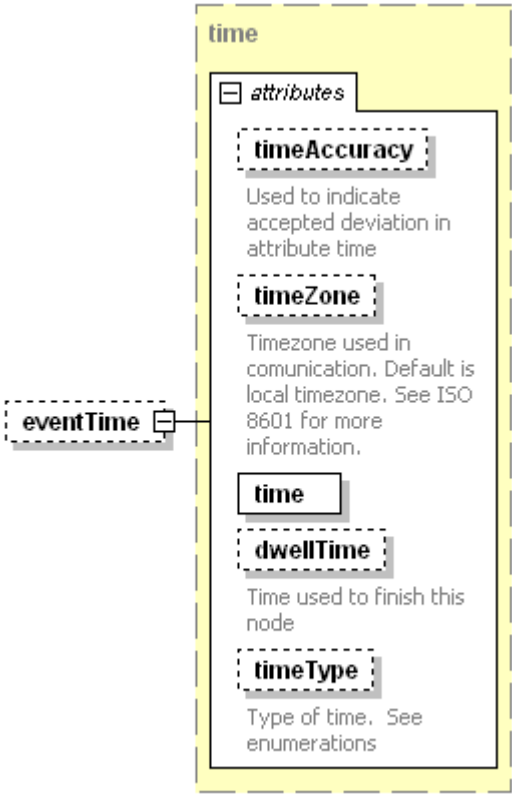 time
attributes
timeAccuracy
Used to indicate
accepted deviation in
attribute time
timeZone
Timezone used in
comunication. Default is
local timezone. See ISO
8601 for more
information.
eventTime
time
dwellTime
Time used to finish this
node
timeType
Type of time.  See
enumerations